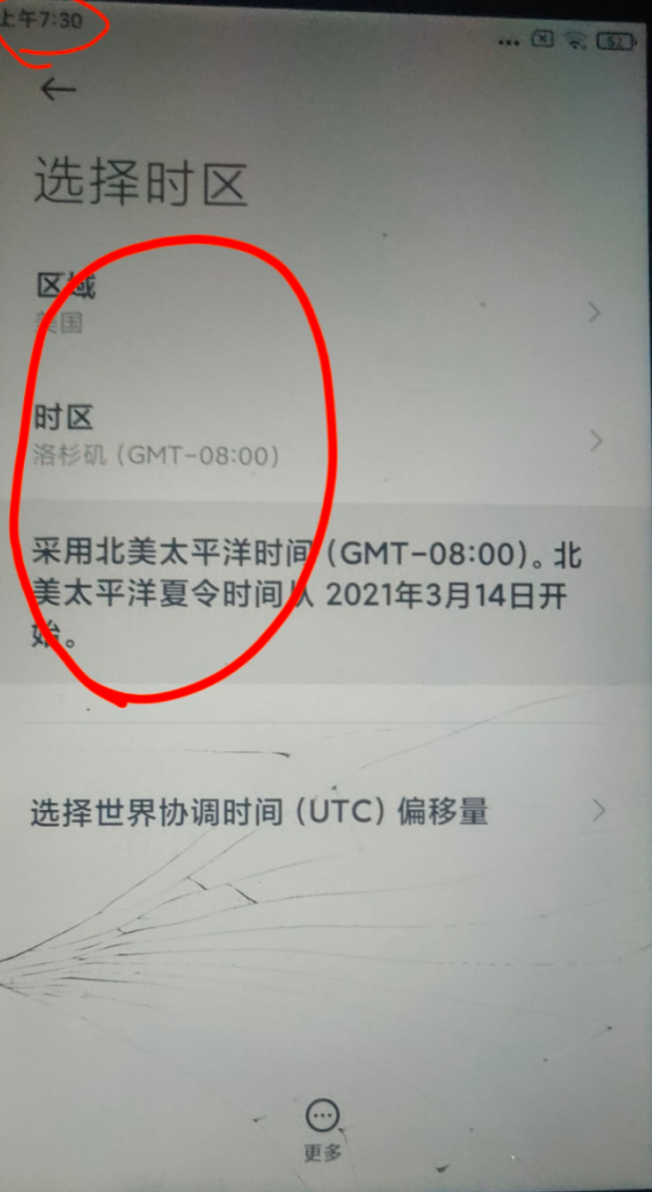 上午7:30
52
选择时区
区域
美国
时区
洛杉矶 (GMT-08:00)
采用北美太平洋时间 (GMT-08:00)。北
美太平洋夏令时间从 2021年3月14日开
始。
选择世界协调时间 (UTC) 偏移量
更多